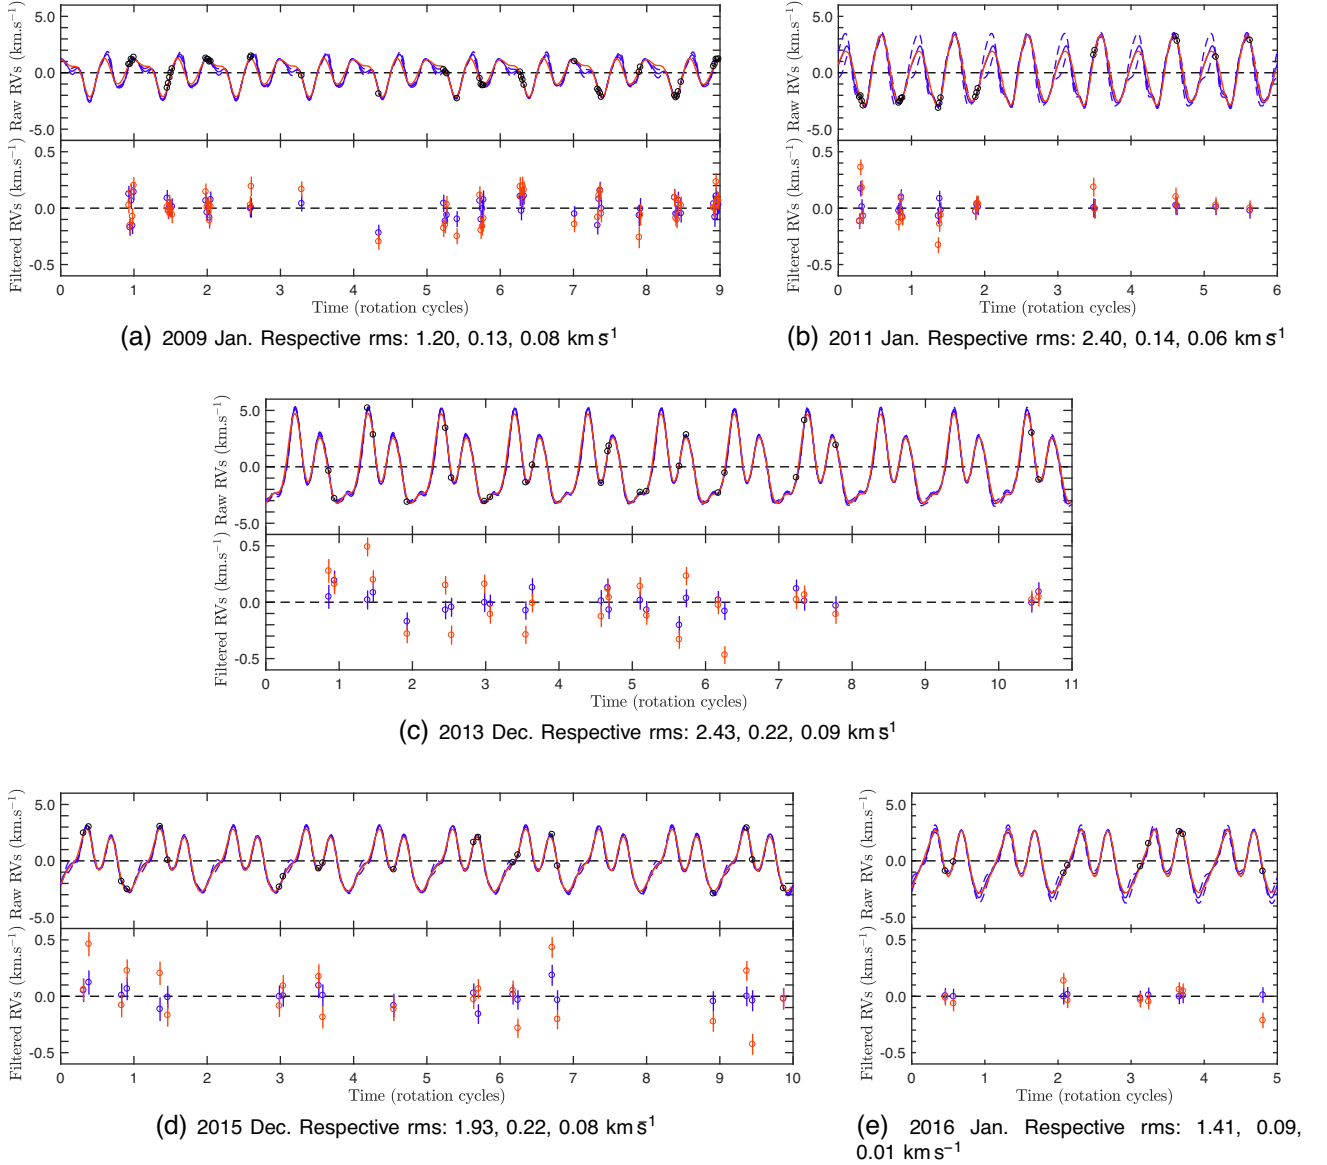 5.0
0.0
-5.0
Raw RVs (km.s⁻¹)
0.5
0.0
-0.5
Filtered RVs (km.s⁻¹)
0 1 2 3 4 5 6 7 8 9
Time (rotation cycles)
(a) 2009 Jan. Respective rms: 1.20, 0.13, 0.08 km s⁻¹
5.0
0.0
-5.0
Raw RVs (km.s⁻¹)
0.5
0.0
-0.5
Filtered RVs (km.s⁻¹)
0 1 2 3 4 5 6
Time (rotation cycles)
(b) 2011 Jan. Respective rms: 2.40, 0.14, 0.06 km s⁻¹
5.0
0.0
-5.0
Raw RVs (km.s⁻¹)
0.5
0.0
-0.5
Filtered RVs (km.s⁻¹)
0 1 2 3 4 5 6 7 8 9 10 11
Time (rotation cycles)
(c) 2013 Dec. Respective rms: 2.43, 0.22, 0.09 km s⁻¹
5.0
0.0
-5.0
Raw RVs (km.s⁻¹)
0.5
0.0
-0.5
Filtered RVs (km.s⁻¹)
0 1 2 3 4 5 6 7 8 9 10
Time (rotation cycles)
(d) 2015 Dec. Respective rms: 1.93, 0.22, 0.08 km s⁻¹
5.0
0.0
-5.0
Raw RVs (km.s⁻¹)
0.5
0.0
-0.5
Filtered RVs (km.s⁻¹)
0 1 2 3 4 5
Time (rotation cycles)
(e) 2016 Jan. Respective rms: 1.41, 0.09,
0.01 km s⁻¹